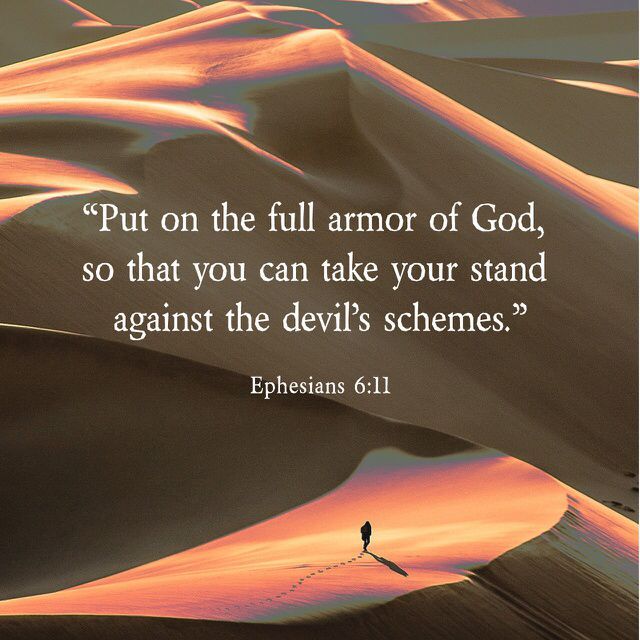 “Put on the full armor of God,
so that you can take your stand
against the devil’s schemes.”
Ephesians 6:11